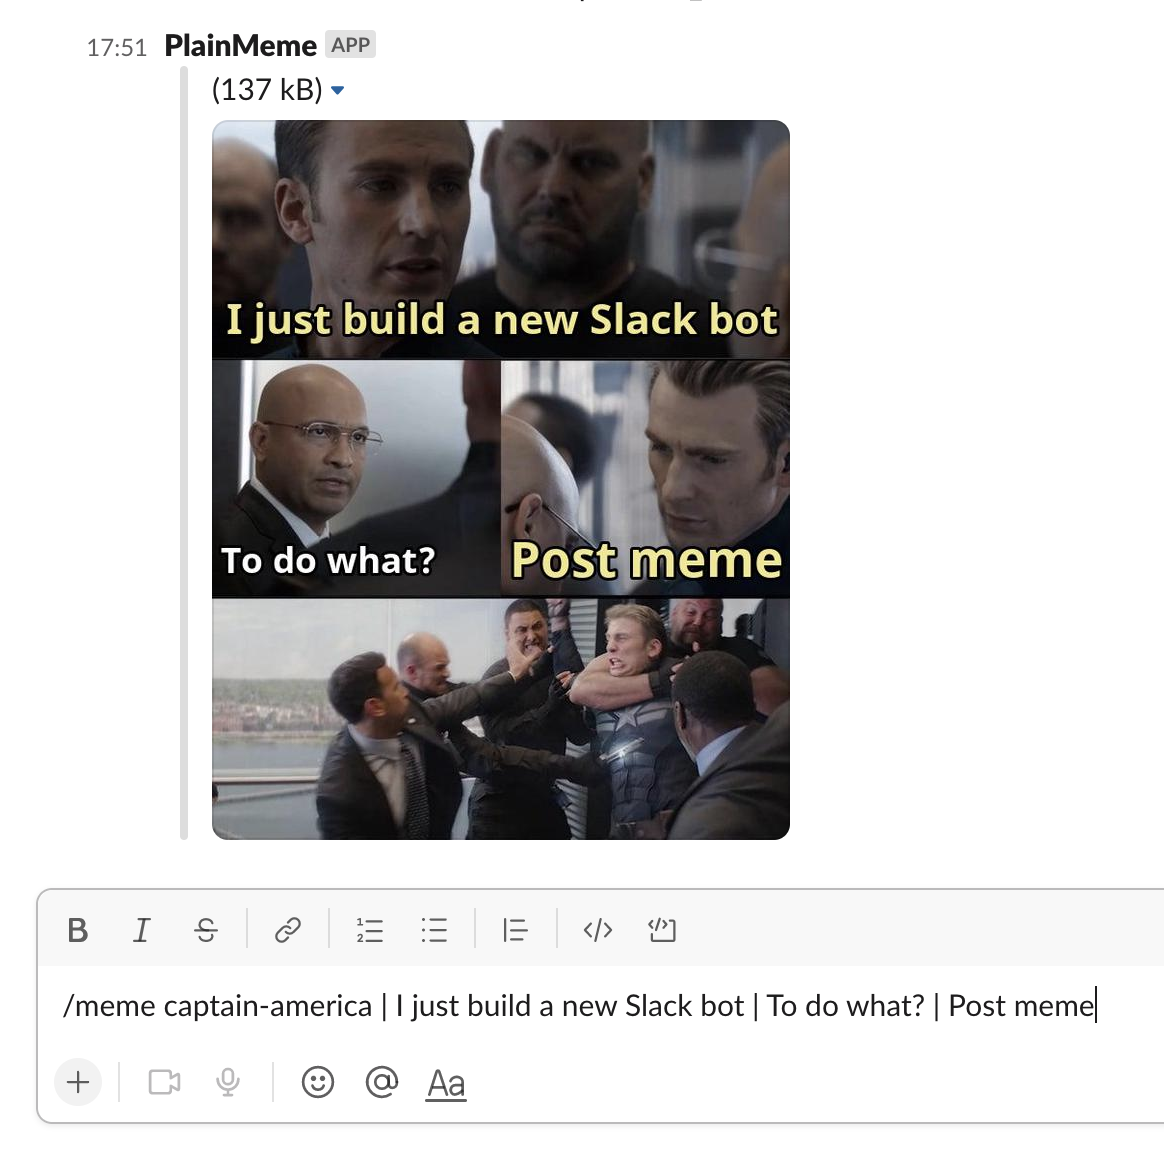 17:51 PlainMeme APP
(137 kB)
I just build a new Slack bot
To do what?
Post meme
B I S
/meme captain-america | I just build a new Slack bot | To do what? | Post meme
@ Aa